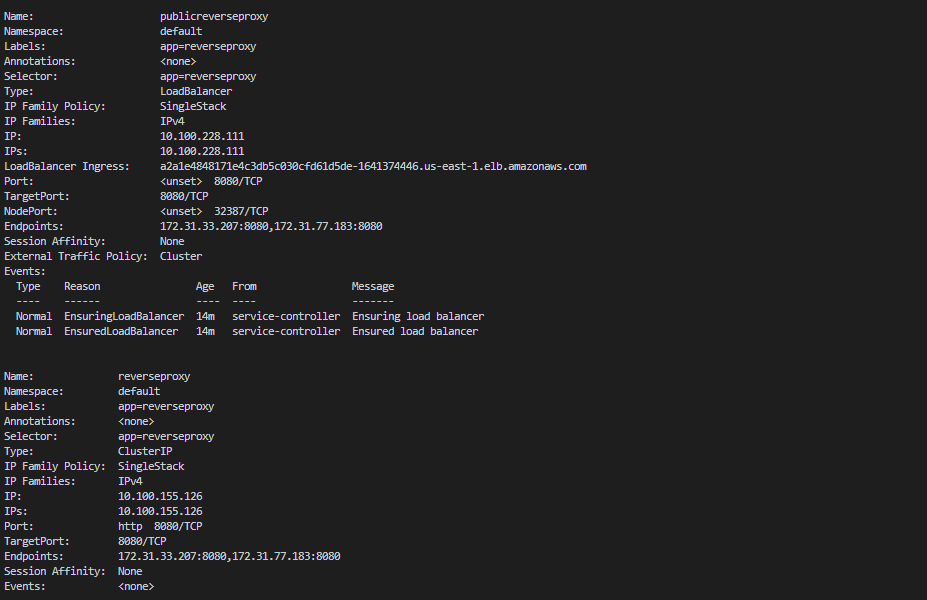 Name:                     publicreverseproxy
Namespace:                default
Labels:                   app=reverseproxy
Annotations:              <none>
Selector:                 app=reverseproxy
Type:                     LoadBalancer
IP Family Policy:         SingleStack
IP Families:              IPv4
IP:                       10.100.228.111
IPs:                      10.100.228.111
LoadBalancer Ingress:     a2a1e4848171e4c3db5c030cfd61d5de-1641374446.us-east-1.elb.amazonaws.com
Port:                     <unset>  8080/TCP
TargetPort:               8080/TCP
NodePort:                 <unset>  32387/TCP
Endpoints:                172.31.33.207:8080,172.31.77.183:8080
Session Affinity:         None
External Traffic Policy:  Cluster
Events:
  Type    Reason                Age   From                Message
  ----    ------                ----  ----                -------
  Normal  EnsuringLoadBalancer  14m   service-controller  Ensuring load balancer
  Normal  EnsuredLoadBalancer   14m   service-controller  Ensured load balancer
Name:              reverseproxy
Namespace:         default
Labels:            app=reverseproxy
Annotations:       <none>
Selector:          app=reverseproxy
Type:              ClusterIP
IP Family Policy:  SingleStack
IP Families:       IPv4
IP:                10.100.155.126
IPs:               10.100.155.126
Port:              http  8080/TCP
TargetPort:        8080/TCP
Endpoints:         172.31.33.207:8080,172.31.77.183:8080
Session Affinity:  None
Events:            <none>